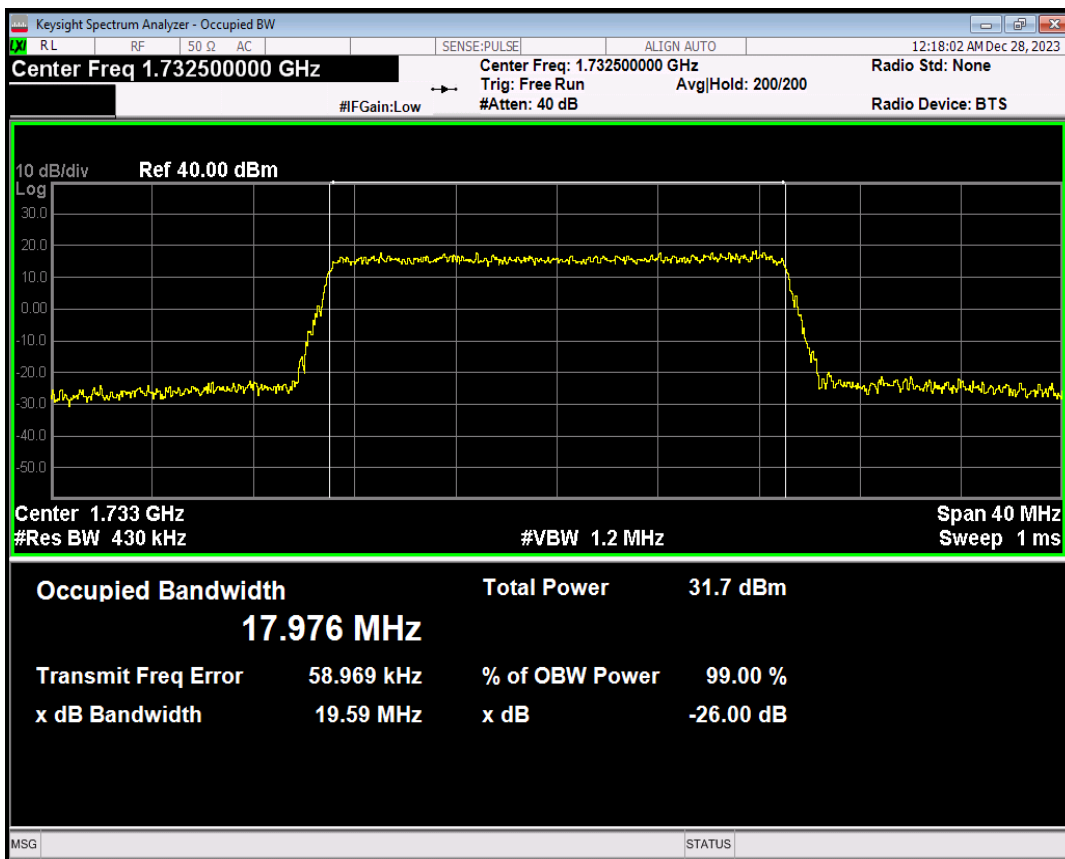 Keysight Spectrum Analyzer - Occupied BW
LXI RL RF 50 Ω AC SENSE:PULSE ALIGN AUTO 12:18:02 AM Dec 28, 2023
Center Freq 1.732500000 GHz Center Freq: 1.732500000 GHz Radio Std: None
Trig: Free Run Avg|Hold: 200/200
#IFGain:Low #Atten: 40 dB Radio Device: BTS
10 dB/div Ref 40.00 dBm
Log
30.0
20.0
10.0
0.00
-10.0
-20.0
-30.0
-40.0
-50.0
Center 1.733 GHz Span 40 MHz
#Res BW 430 kHz #VBW 1.2 MHz Sweep 1 ms
Occupied Bandwidth Total Power 31.7 dBm
17.976 MHz
Transmit Freq Error 58.969 kHz % of OBW Power 99.00 %
x dB Bandwidth 19.59 MHz x dB -26.00 dB
MSG STATUS